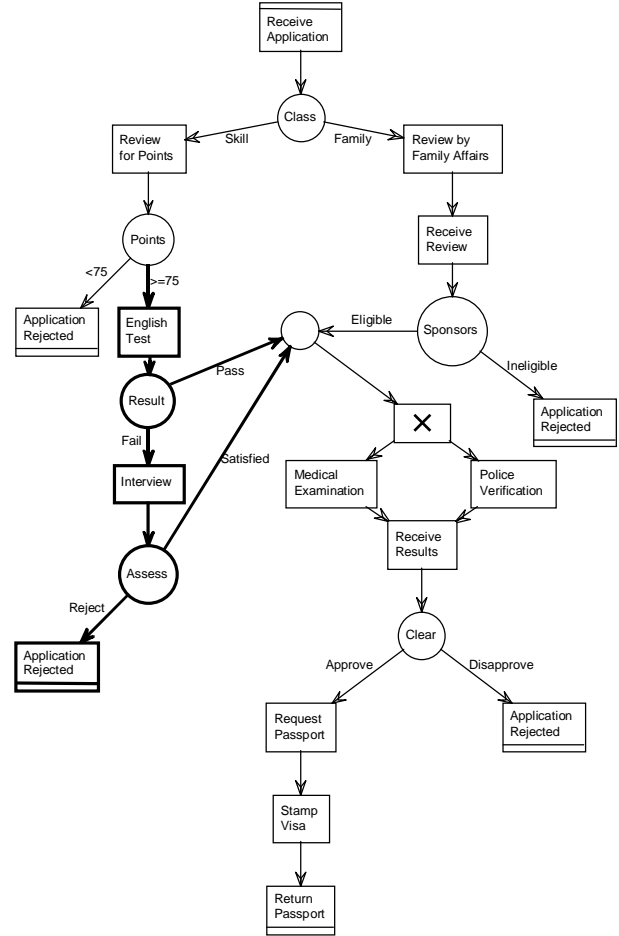 Receive
Application
Class
Skill
Family
Review
for Points
Review by
Family Affairs
Points
Receive
Review
<75
>=75
Application
Rejected
English
Test
Eligible
Sponsors
Pass
Ineligible
Result
Application
Rejected
Fail
Satisfied
Interview
Medical
Examination
Police
Verification
Receive
Results
Assess
Reject
Clear
Application
Rejected
Approve
Disapprove
Request
Passport
Application
Rejected
Stamp
Visa
Return
Passport